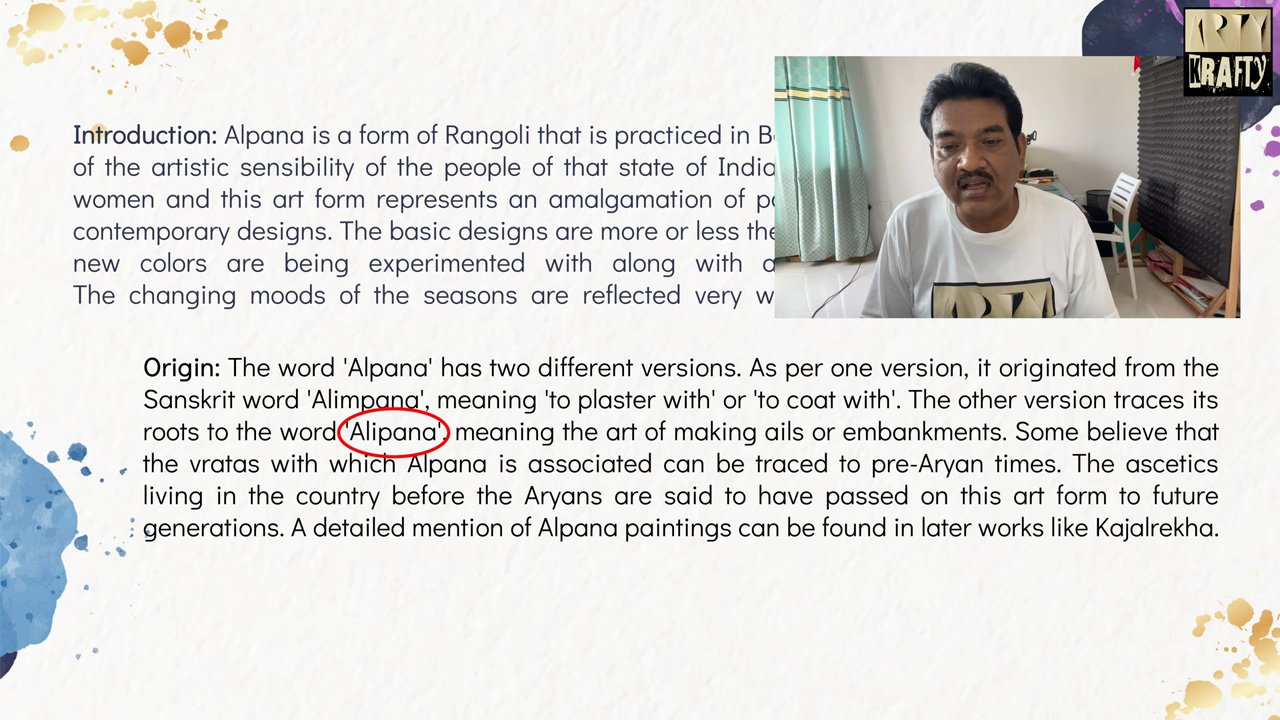 Introduction: Alpana is a form of Rangoli that is practiced in
of the artistic sensibility of the people of that state of India
women and this art form represents an amalgamation of
contemporary designs. The basic designs are more or less the
new colors are being experimented with along with
The changing moods of the seasons are reflected very
Origin: The word 'Alpana' has two different versions. As per one version, it originated from the
Sanskrit word 'Alimpana', meaning 'to plaster with' or 'to coat with'. The other version traces its
roots to the word 'Alipana'. meaning the art of making ails or embankments. Some believe that
the vratas with which Alpana is associated can be traced to pre-Aryan times. The ascetics
living in the country before the Aryans are said to have passed on this art form to future
generations. A detailed mention of Alpana paintings can be found in later works like Kajalrekha.
ARTY
KRAFTY
ARTY